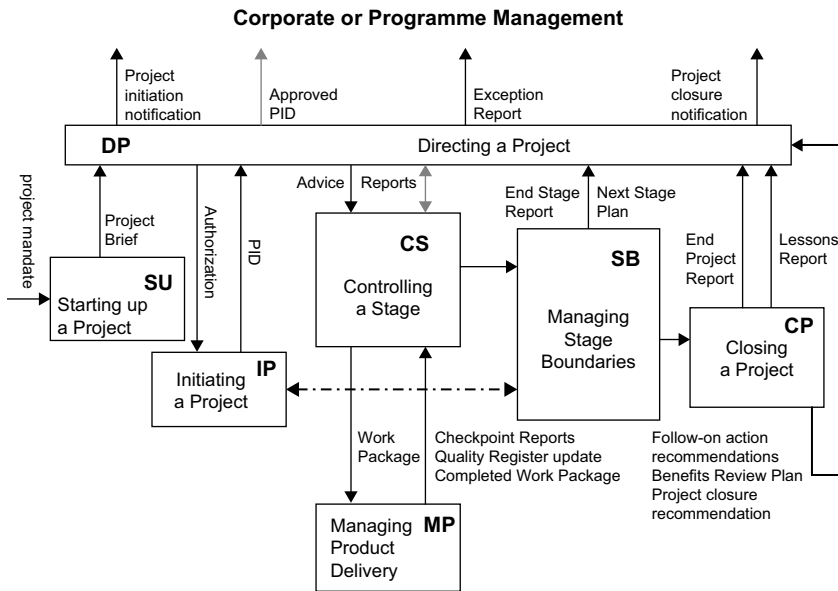 Corporate or Programme Management
Project
initiation
notification
Approved
PID
Exception
Report
Project
closure
notification
DP
Directing a Project
project mandate
Project
Brief
Authorization
PID
Advice
Reports
End Stage
Report
Next Stage
Plan
End
Project
Report
Lessons
Report
SU
Starting up
a Project
CS
Controlling
a Stage
SB
Managing
Stage
Boundaries
CP
Closing
a Project
IP
Initiating
a Project
Work
Package
Checkpoint Reports
Quality Register update
Completed Work Package
Follow-on action
recommendations
Benefits Review Plan
Project closure
recommendation
MP
Managing
Product
Delivery